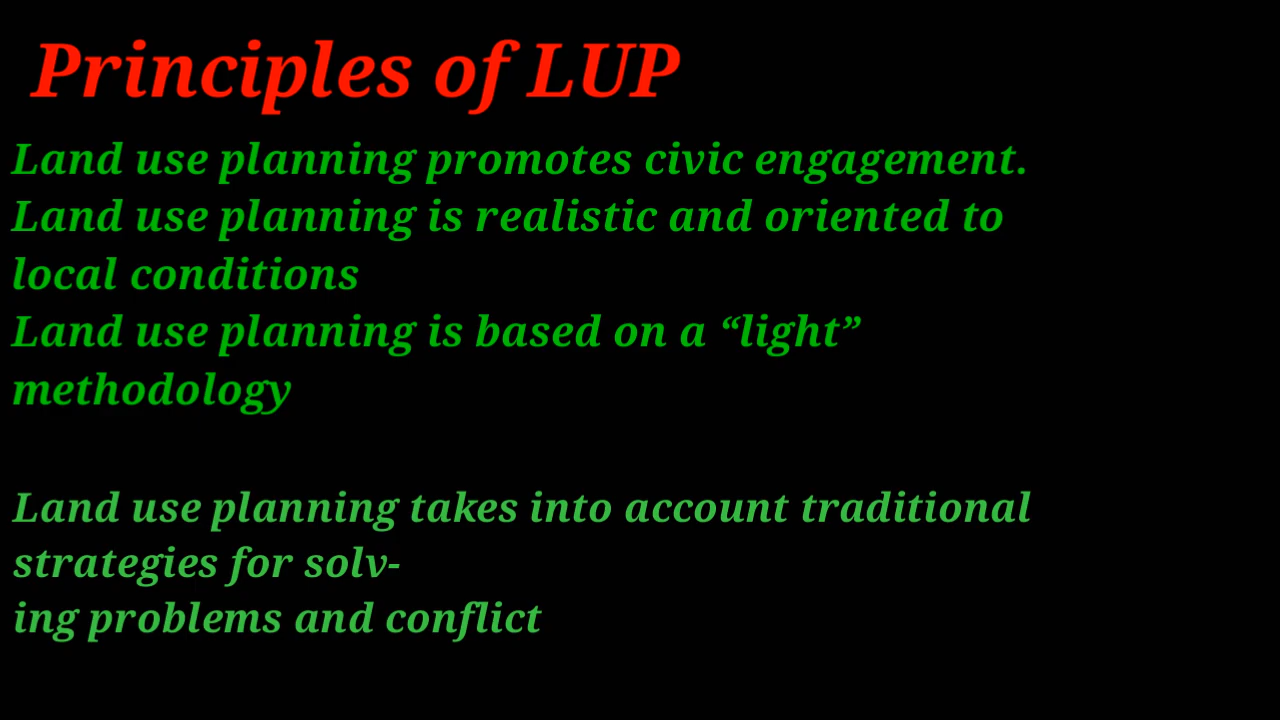 Principles of LUP
Land use planning promotes civic engagement.
Land use planning is realistic and oriented to
local conditions
Land use planning is based on a “light”
methodology
Land use planning takes into account traditional
strategies for solv-
ing problems and conflict